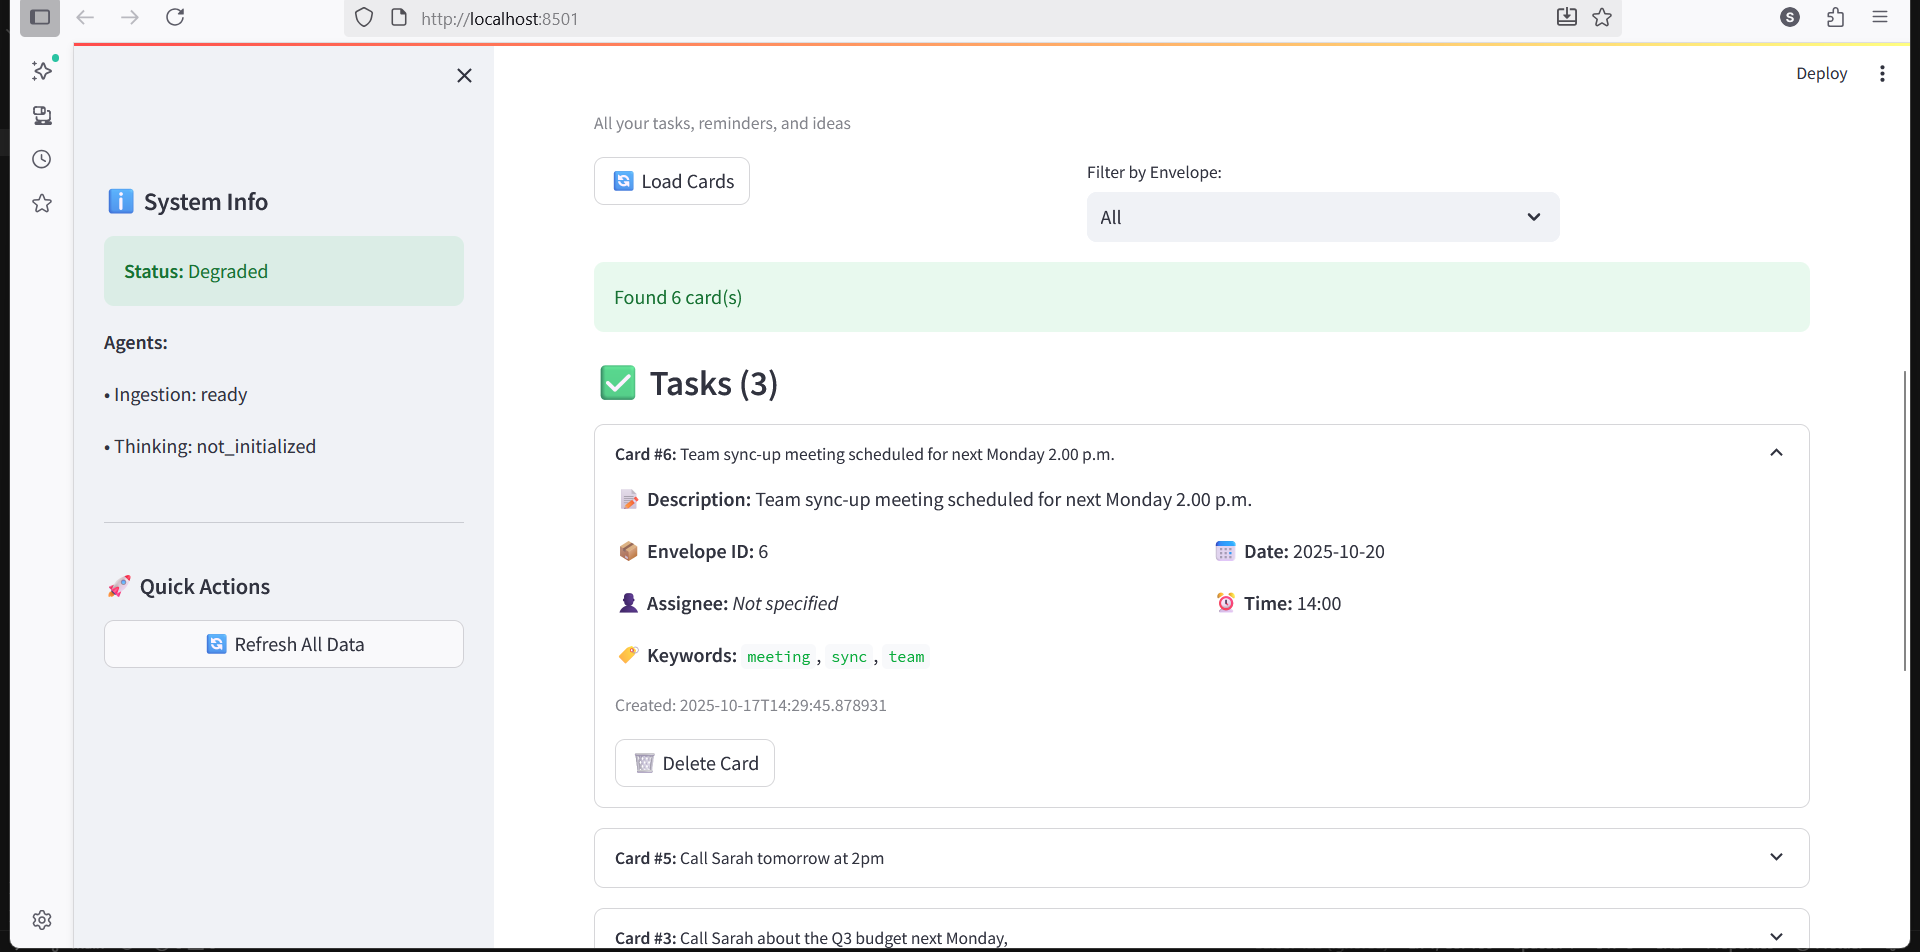 http://localhost:8501
S
Deploy
System Info
Status: Degraded
Agents:
• Ingestion: ready
• Thinking: not_initialized
Quick Actions
Refresh All Data
All your tasks, reminders, and ideas
Load Cards
Filter by Envelope:
All
Found 6 card(s)
Tasks (3)
Card #6: Team sync-up meeting scheduled for next Monday 2.00 p.m.
Description: Team sync-up meeting scheduled for next Monday 2.00 p.m.
Envelope ID: 6
Date: 2025-10-20
Assignee: Not specified
Time: 14:00
Keywords: meeting , sync , team
Created: 2025-10-17T14:29:45.878931
Delete Card
Card #5: Call Sarah tomorrow at 2pm
Card #3: Call Sarah about the Q3 budget next Monday,